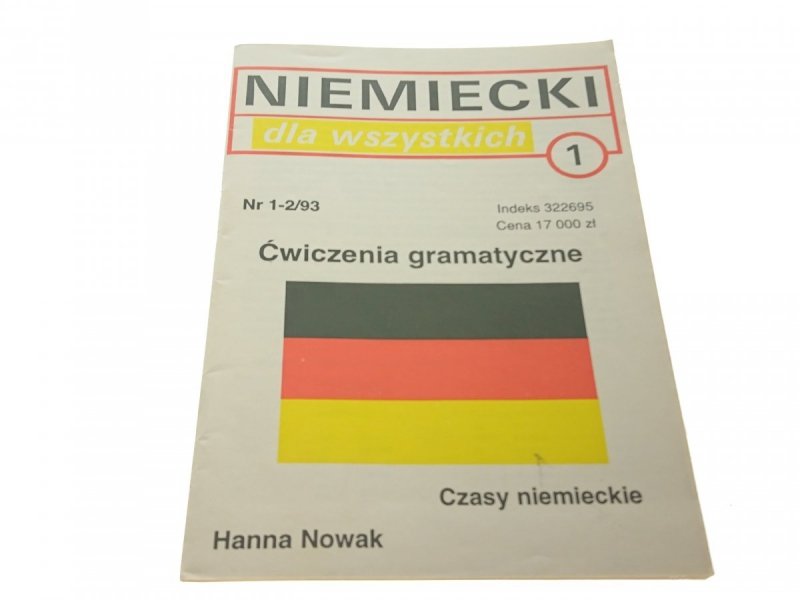 NIEMIECKI
dla wszystkich
1
Nr 1-2/93
Indeks 322695
Cena 17 000 zł
Ćwiczenia gramatyczne
Czasy niemieckie
Hanna Nowak